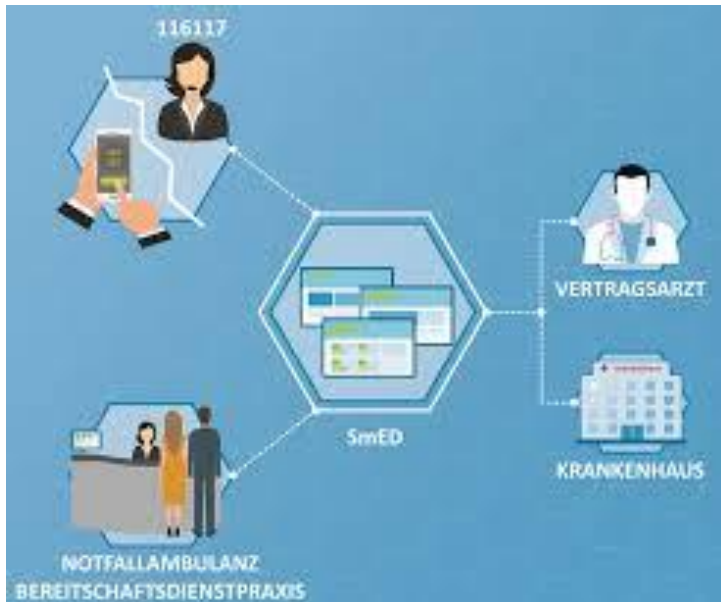 116117
VERTRAGSARZT
SmED
KRANKENHAUS
NOTFALLAMBULANZ
BEREITSCHAFTSDIENSTPRAXIS